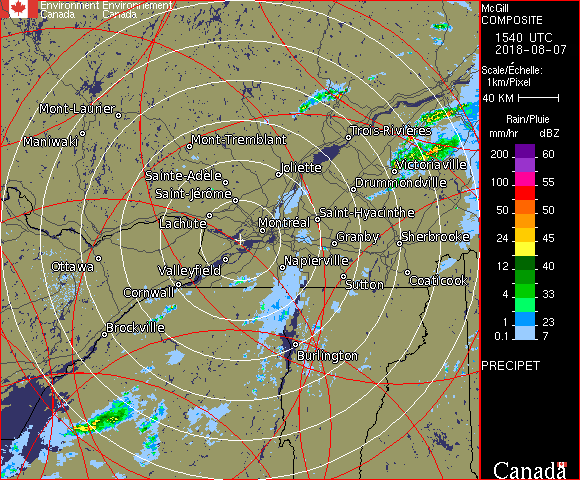 Environment Environnement
Canada Canada
McGill
COMPOSITE
1540 UTC
2018-08-07
Scale/Échelle:
1km/Pixel
40 KM
Rain/Pluie
mm/hr dBZ
200 60
100 55
50 50
24 45
12 40
4 33
1 23
0.1 7
PRECIPET
Mont-Laurier
Maniwaki
Mont-Tremblant
Trois-Rivières
Sainte-Adèle
Joliette
Victoriaville
Drummondville
Saint-Jérôme
Lachute
Montréal
Saint-Hyacinthe
Granby
Sherbrooke
Ottawa
Valleyfield
Napierville
Cornwall
Sutton
Coaticook
Brockville
Burlington
Canada